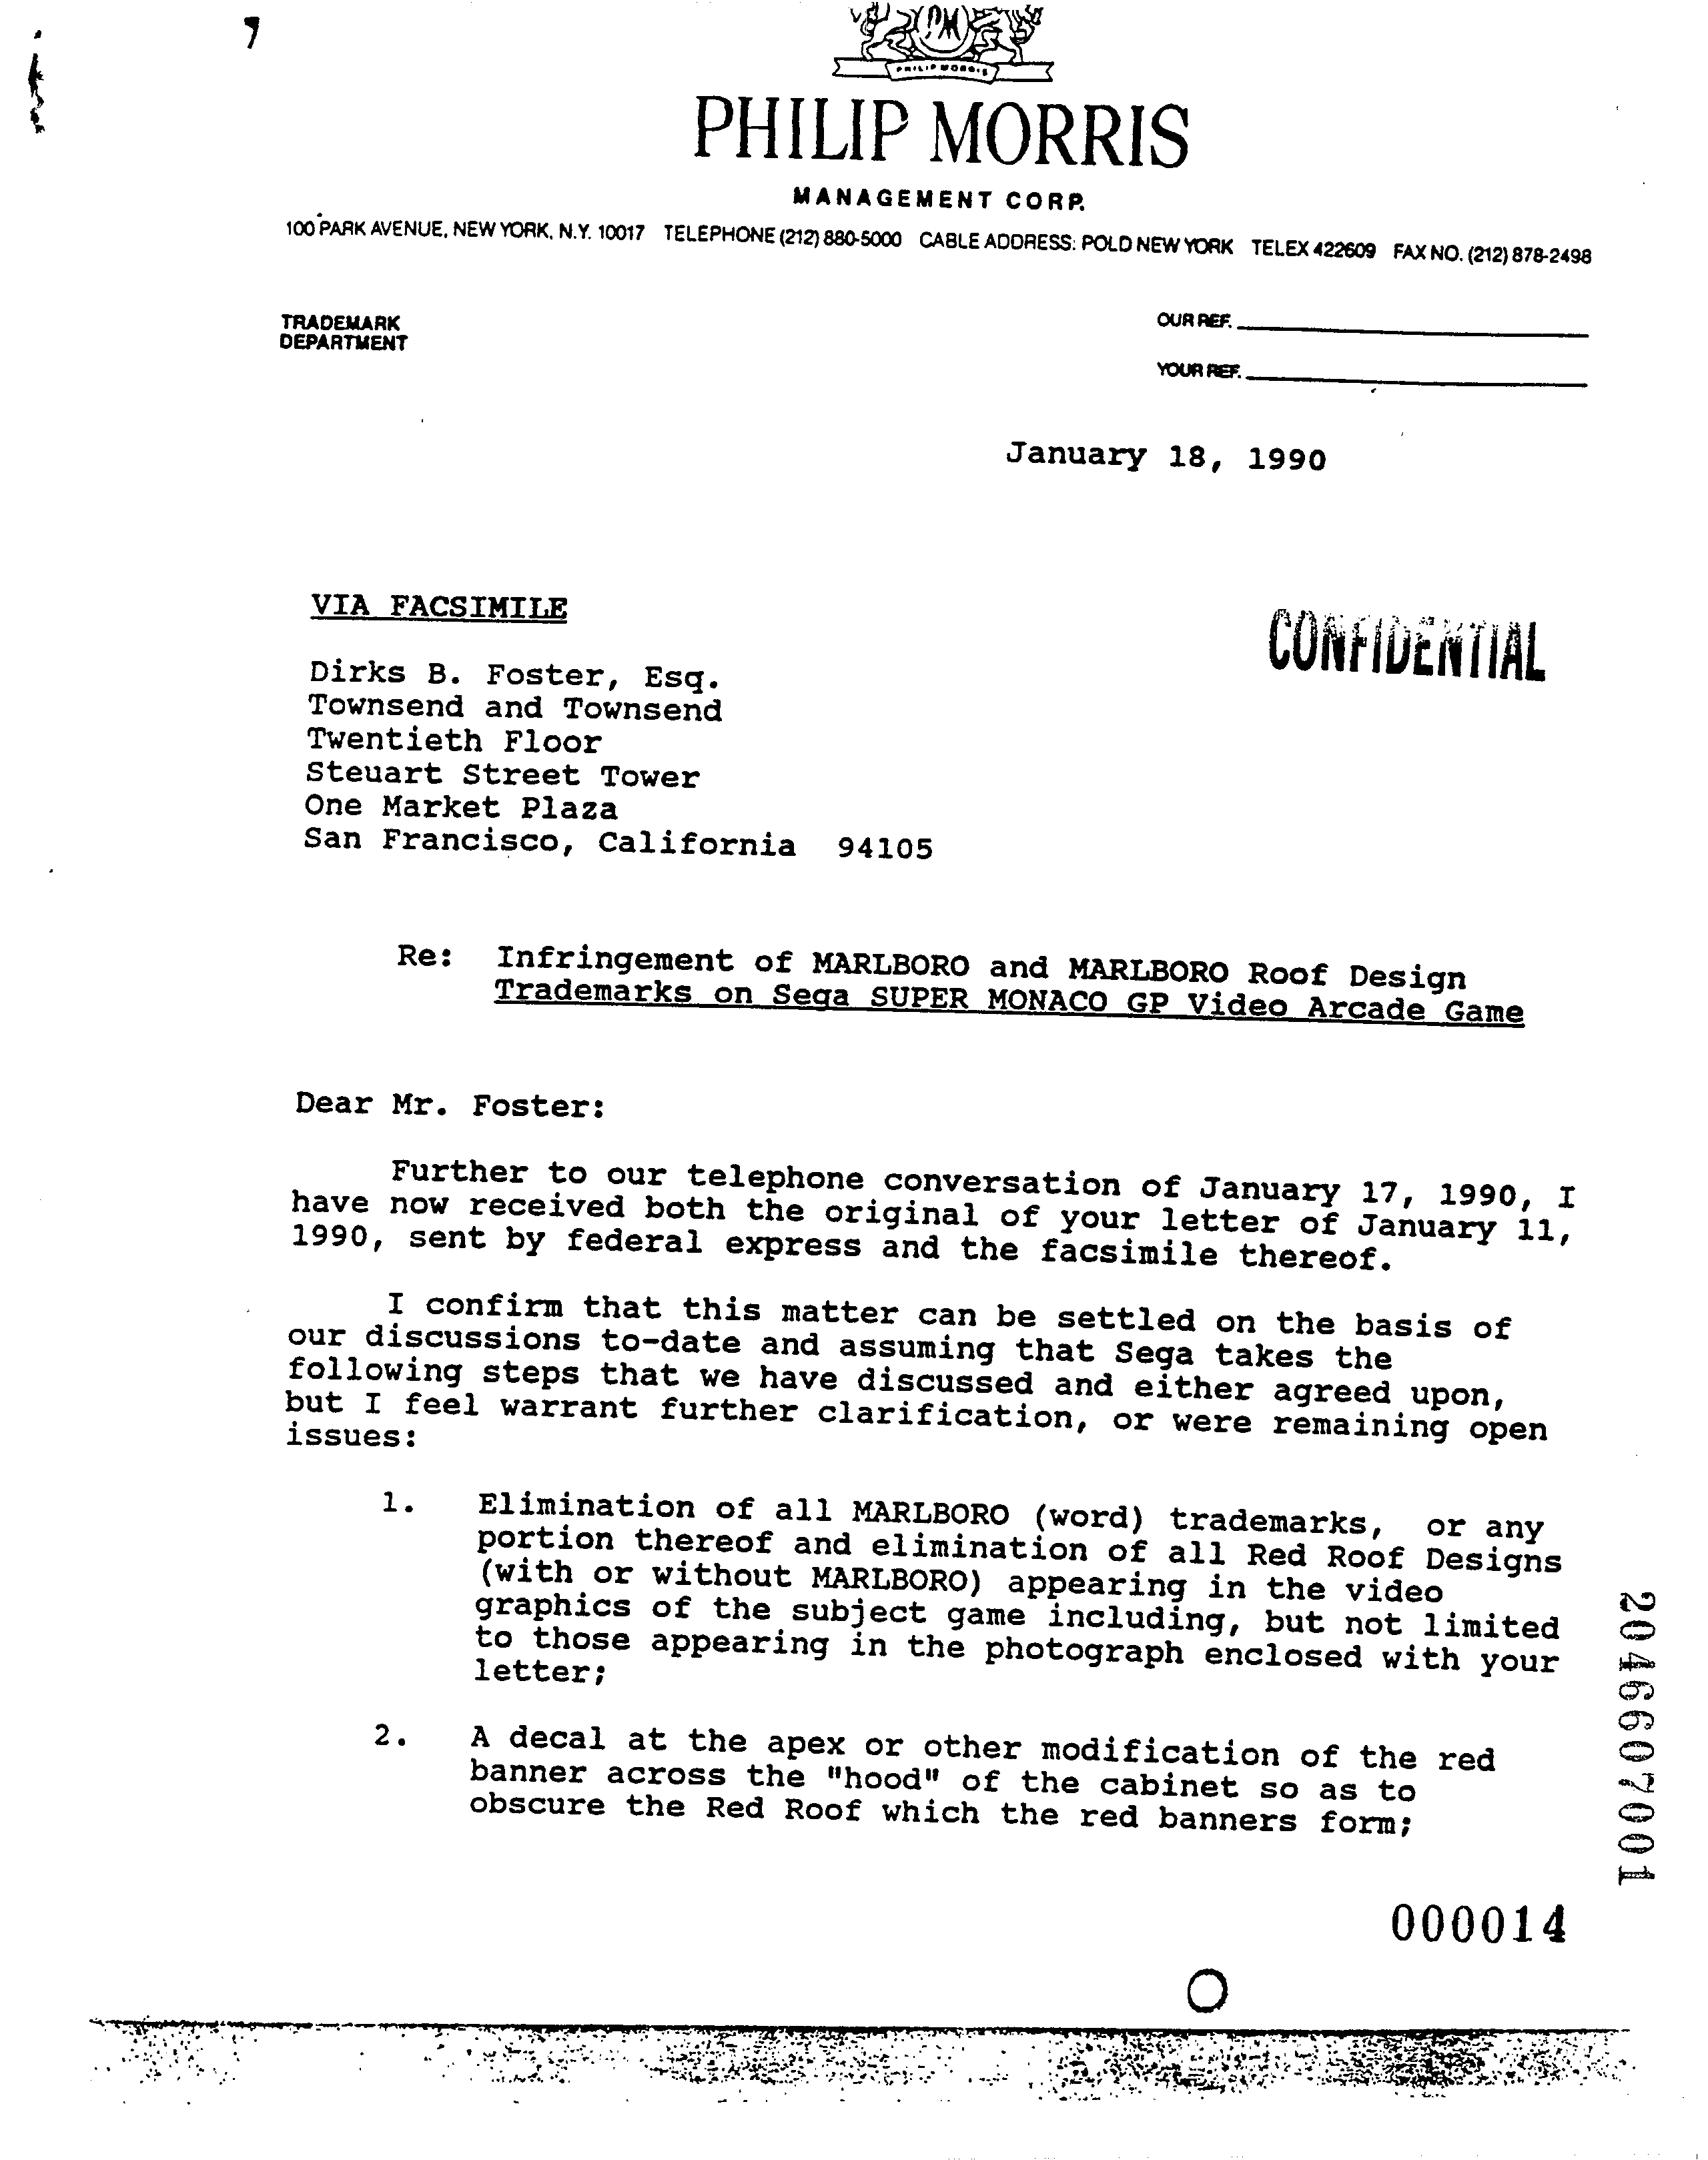 PM
PHILIP MORRIS
PHILIP MORRIS
MANAGEMENT CORP.
100 PARK AVENUE, NEW YORK, N.Y. 10017 TELEPHONE (212) 880-5000 CABLE ADDRESS: POLD NEW YORK TELEX 422609 FAX NO. (212) 878-2498
TRADEMARK
DEPARTMENT
OUR REF.
YOUR REF.
January 18, 1990
VIA FACSIMILE
CONFIDENTIAL
Dirks B. Foster, Esq.
Townsend and Townsend
Twentieth Floor
Steuart Street Tower
One Market Plaza
San Francisco, California 94105
Re: Infringement of MARLBORO and MARLBORO Roof Design
Trademarks on Sega SUPER MONACO GP Video Arcade Game
Dear Mr. Foster:
Further to our telephone conversation of January 17, 1990, I
have now received both the original of your letter of January 11,
1990, sent by federal express and the facsimile thereof.
I confirm that this matter can be settled on the basis of
our discussions to-date and assuming that Sega takes the
following steps that we have discussed and either agreed upon,
but I feel warrant further clarification, or were remaining open
issues:
1. Elimination of all MARLBORO (word) trademarks, or any
portion thereof and elimination of all Red Roof Designs
(with or without MARLBORO) appearing in the video
graphics of the subject game including, but not limited
to those appearing in the photograph enclosed with your
letter;
2. A decal at the apex or other modification of the red
banner across the "hood" of the cabinet so as to
obscure the Red Roof which the red banners form;
2046607001
000014